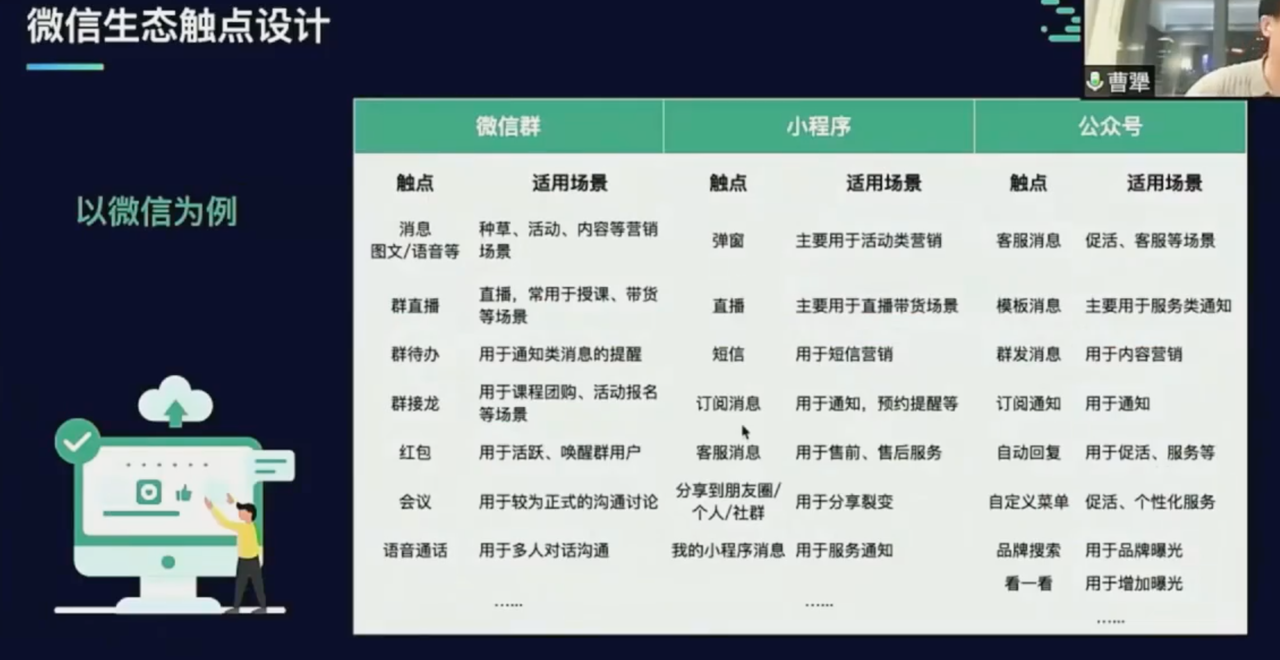 微信生态触点设计
曹犟
以微信为例
微信群 小程序 公众号
触点 适用场景 触点 适用场景 触点 适用场景
消息
图文/语音等
种草、活动、内容等营销
场景
弹窗 主要用于活动类营销 客服消息 促活、客服等场景
群直播
直播，常用于授课、带货
等场景
直播 主要用于直播带货场景 模板消息 主要用于服务类通知
群待办 用于通知类消息的提醒 短信 用于短信营销 群发消息 用于内容营销
群接龙
用于课程团购、活动报名
等场景
订阅消息 用于通知，预约提醒等 订阅通知 用于通知
红包 用于活跃、唤醒群用户 客服消息 用于售前、售后服务 自动回复 用于促活、服务等
会议 用于较为正式的沟通讨论
分享到朋友圈/
个人/社群
用于分享裂变 自定义菜单 促活、个性化服务
语音通话 用于多人对话沟通 我的小程序消息 用于服务通知 品牌搜索 用于品牌曝光
看一看 用于增加曝光
…… …… ……